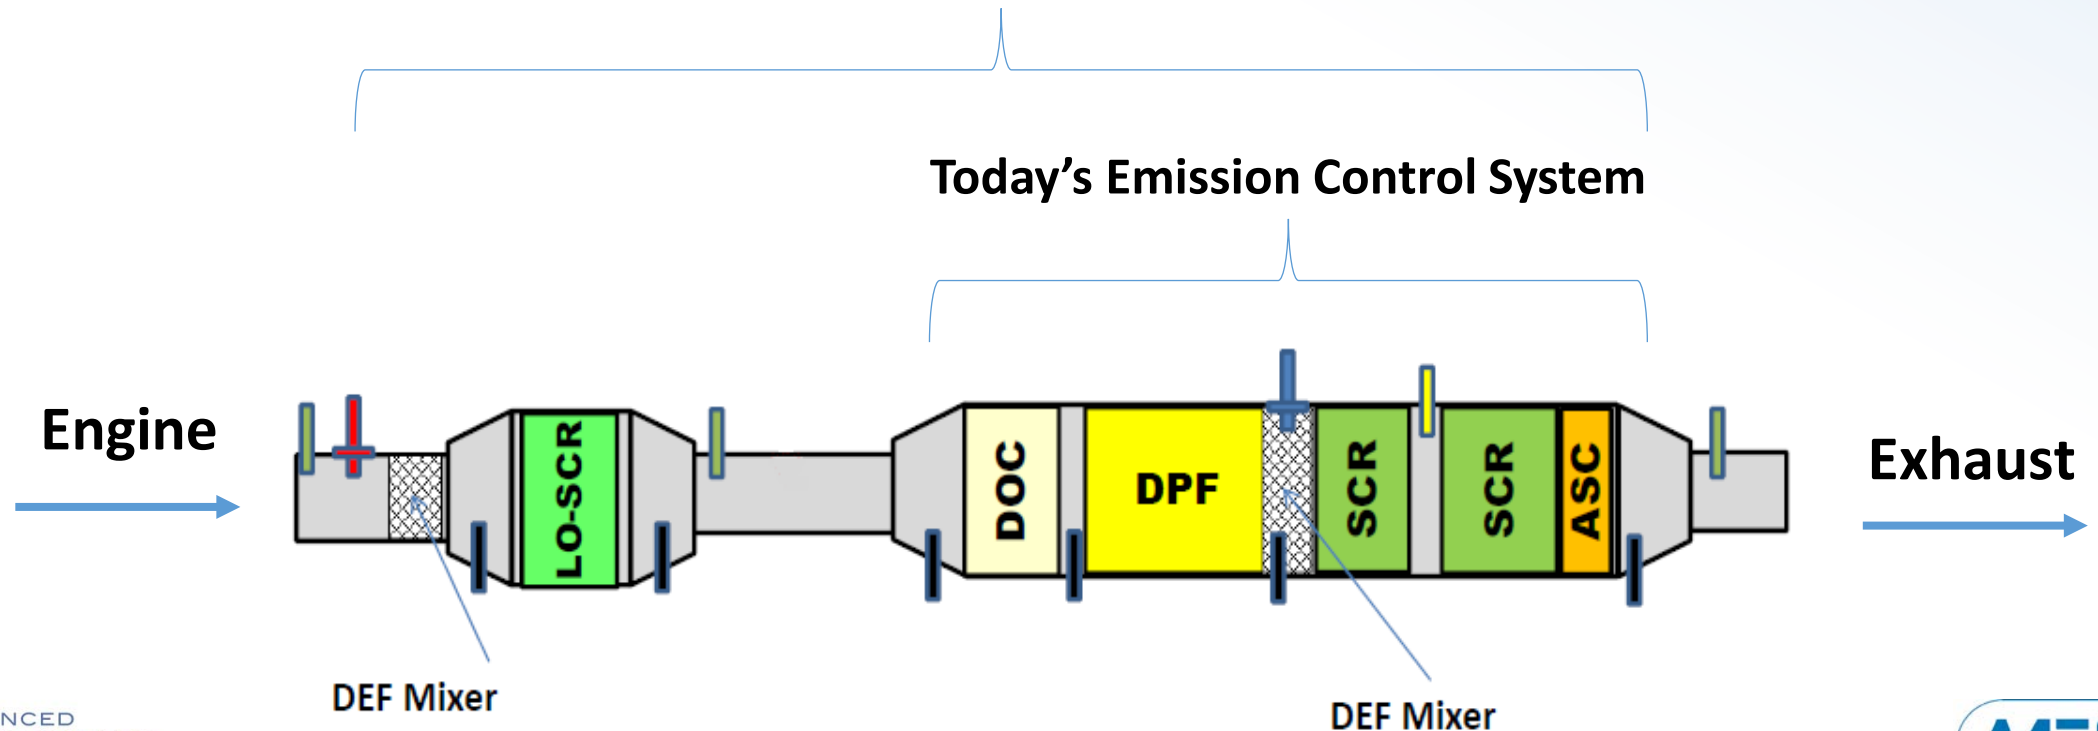 Today's Emission Control System
Engine
LO-SCR
DOC
DPF
SCR
SCR
ASC
Exhaust
DEF Mixer
DEF Mixer
NCED